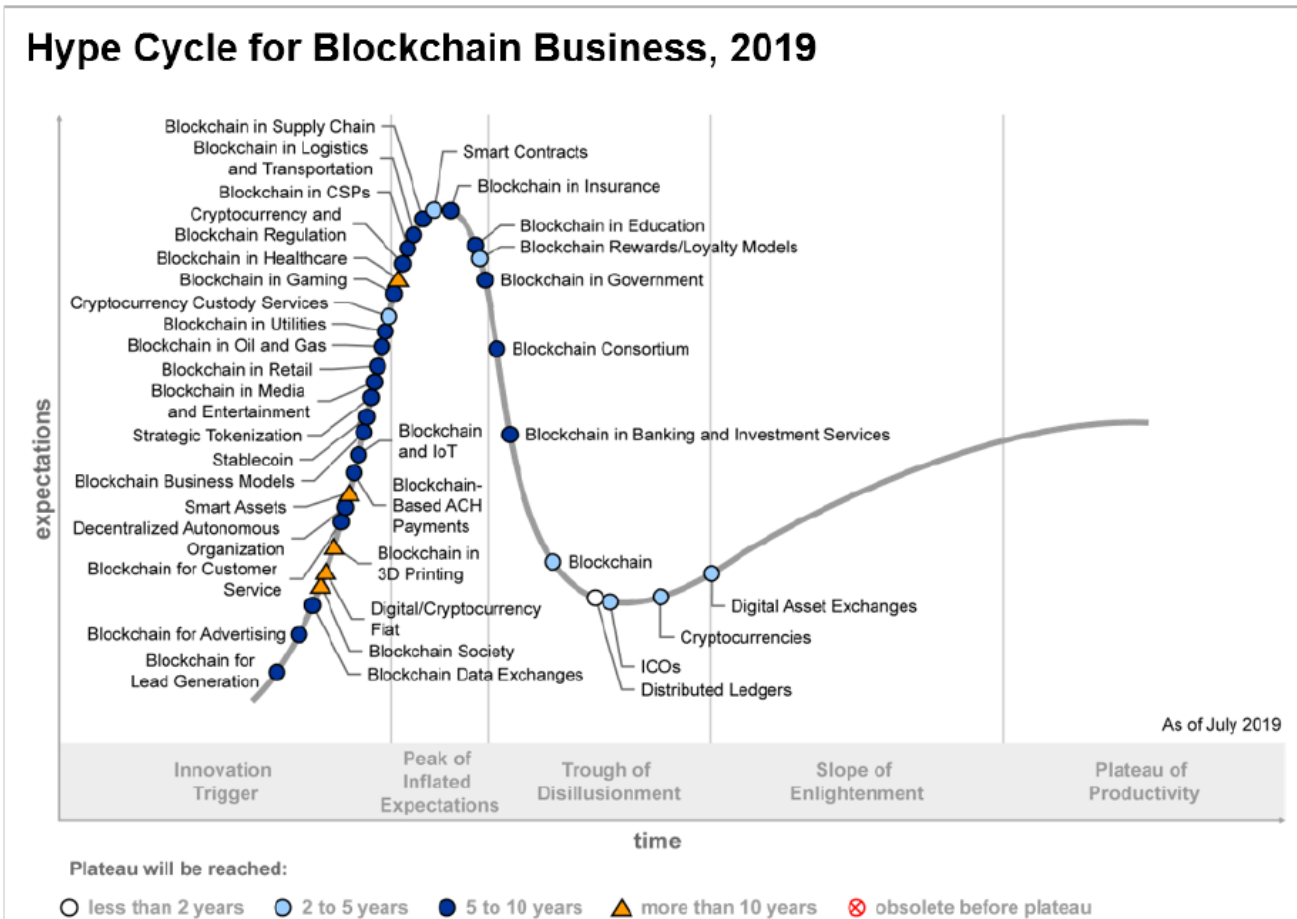 Hype Cycle for Blockchain Business, 2019
Blockchain in Supply Chain
Blockchain in Logistics
and Transportation
Blockchain in CSPs
Cryptocurrency and
Blockchain Regulation
Blockchain in Healthcare
Blockchain in Gaming
Cryptocurrency Custody Services
Blockchain in Utilities
Blockchain in Oil and Gas
Blockchain in Retail
Blockchain in Media
and Entertainment
Strategic Tokenization
Stablecoin
Blockchain Business Models
Smart Assets
Decentralized Autonomous
Organization
Blockchain for Customer
Service
Blockchain for Advertising
Blockchain for
Lead Generation
Smart Contracts
Blockchain in Insurance
Blockchain in Education
Blockchain Rewards/Loyalty Models
Blockchain in Government
Blockchain Consortium
Blockchain in Banking and Investment Services
Blockchain
and IoT
Blockchain-
Based ACH
Payments
Blockchain in
3D Printing
Digital/Cryptocurrency
Fiat
Blockchain Society
Blockchain Data Exchanges
Blockchain
Digital Asset Exchanges
Cryptocurrencies
ICOs
Distributed Ledgers
expectations
As of July 2019
Innovation
Trigger
Peak of
Inflated
Expectations
Trough of
Disillusionment
Slope of
Enlightenment
Plateau of
Productivity
time
Plateau will be reached:
less than 2 years
2 to 5 years
5 to 10 years
more than 10 years
obsolete before plateau